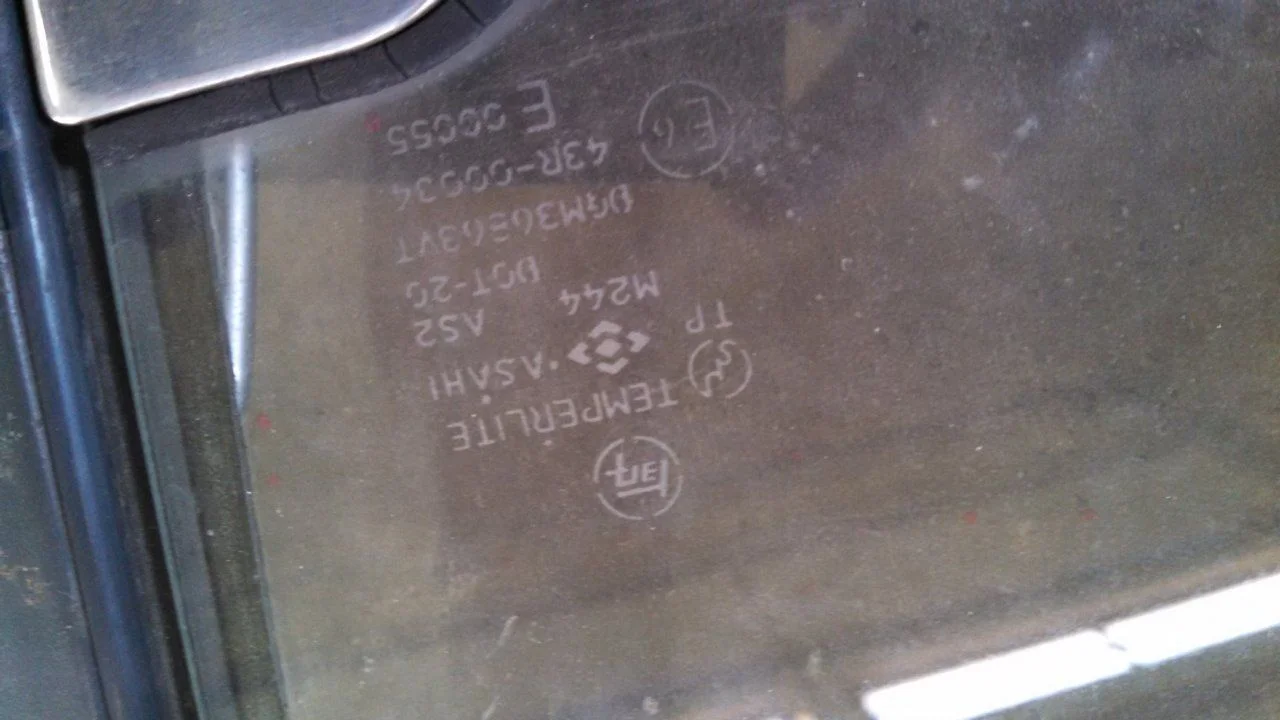 TEMPERLITE
ASAHI
TP
M244 AS2
DOT-20
43R-00034
E6
E 00055